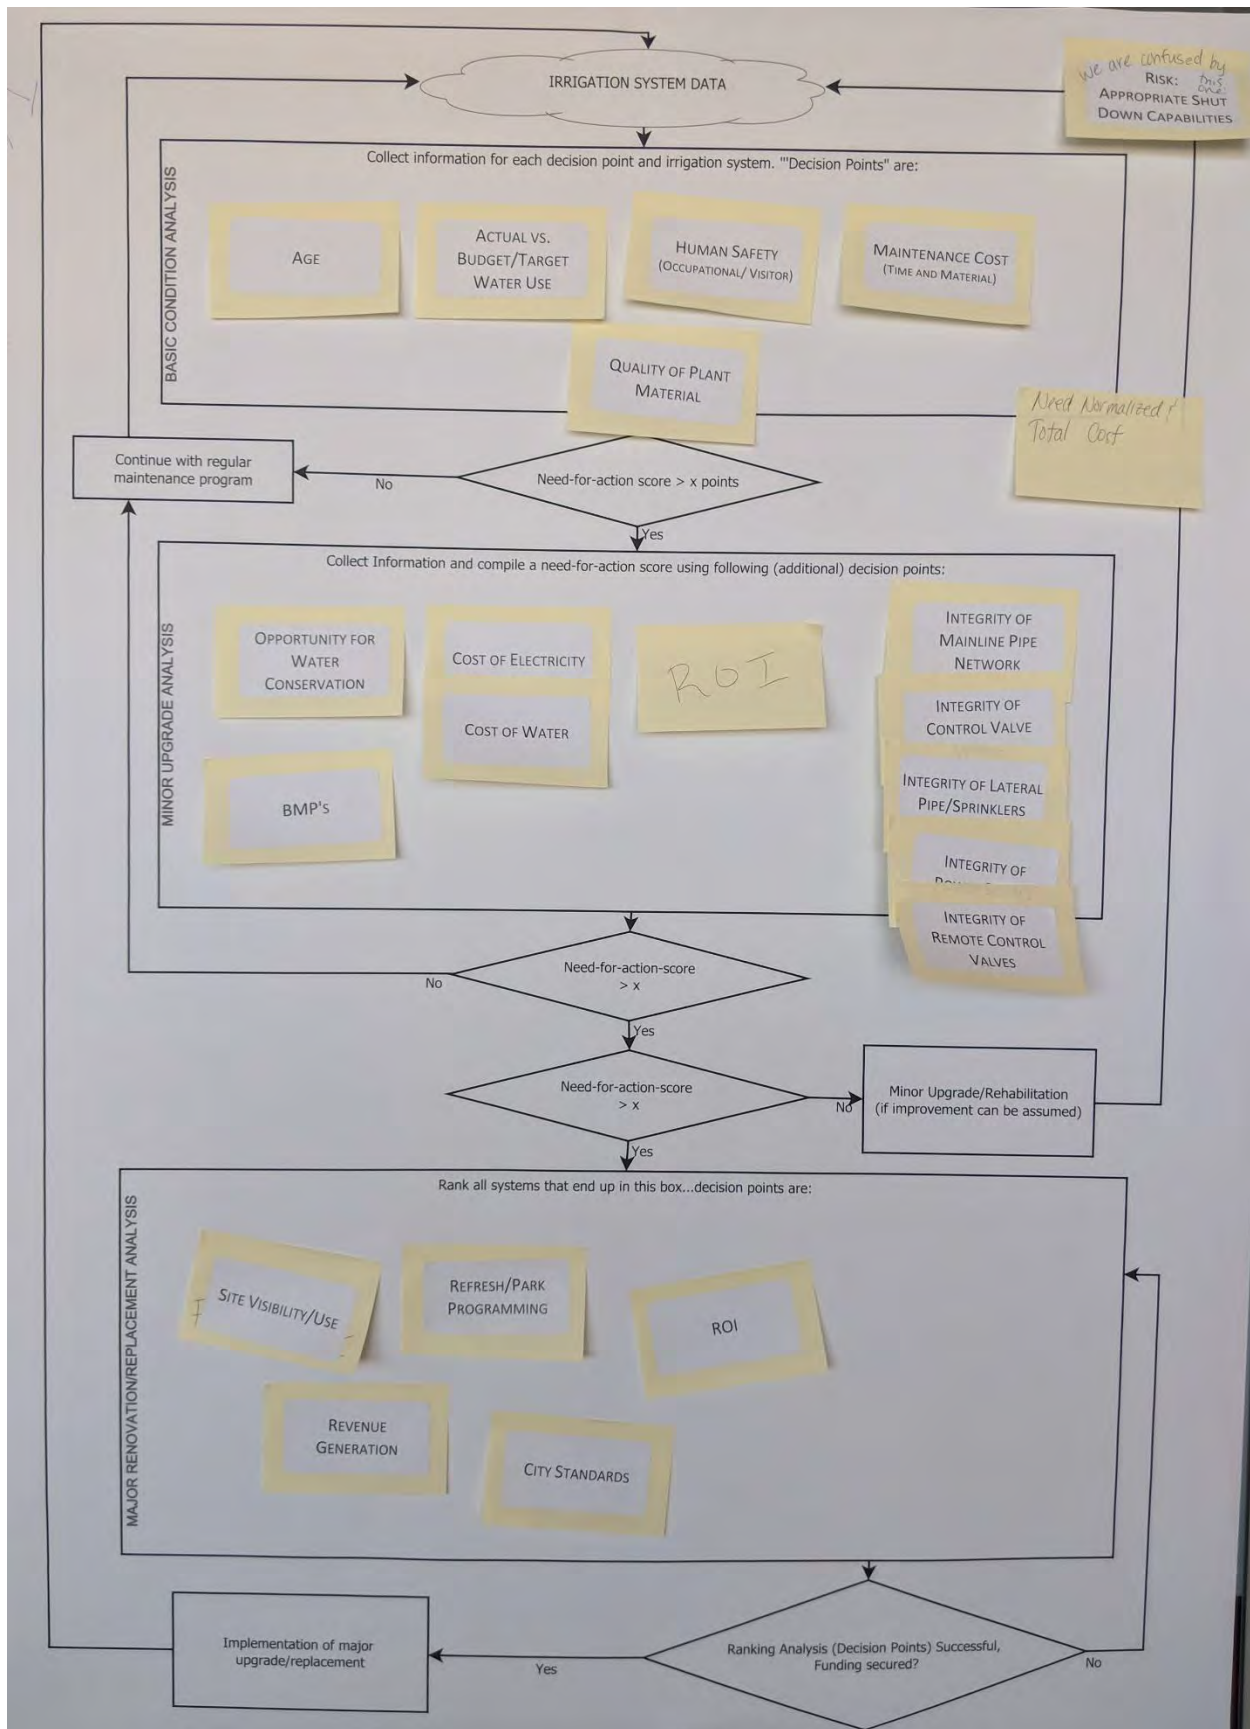 IRRIGATION SYSTEM DATA
we are confused by
this
one:
RISK:
APPROPRIATE SHUT
DOWN CAPABILITIES
BASIC CONDITION ANALYSIS
Collect information for each decision point and irrigation system. "'Decision Points" are:
AGE
ACTUAL VS.
BUDGET/TARGET
WATER USE
HUMAN SAFETY
(OCCUPATIONAL/ VISITOR)
MAINTENANCE COST
(TIME AND MATERIAL)
QUALITY OF PLANT
MATERIAL
Need Normalized
Total Cost
Continue with regular
maintenance program
No
Need-for-action score > x points
Yes
MINOR UPGRADE ANALYSIS
Collect Information and compile a need-for-action score using following (additional) decision points:
OPPORTUNITY FOR
WATER
CONSERVATION
COST OF ELECTRICITY
COST OF WATER
ROI
BMP'S
INTEGRITY OF
MAINLINE PIPE
NETWORK
INTEGRITY OF
CONTROL VALVE
INTEGRITY OF LATERAL
PIPE/SPRINKLERS
INTEGRITY OF
INTEGRITY OF
REMOTE CONTROL
VALVES
Need-for-action-score
> x
No
Yes
Need-for-action-score
> x
No
Minor Upgrade/Rehabilitation
(if improvement can be assumed)
Yes
MAJOR RENOVATION/REPLACEMENT ANALYSIS
Rank all systems that end up in this box...decision points are:
SITE VISIBILITY/USE
REFRESH/PARK
PROGRAMMING
ROI
REVENUE
GENERATION
CITY STANDARDS
Implementation of major
upgrade/replacement
Yes
Ranking Analysis (Decision Points) Successful,
Funding secured?
No